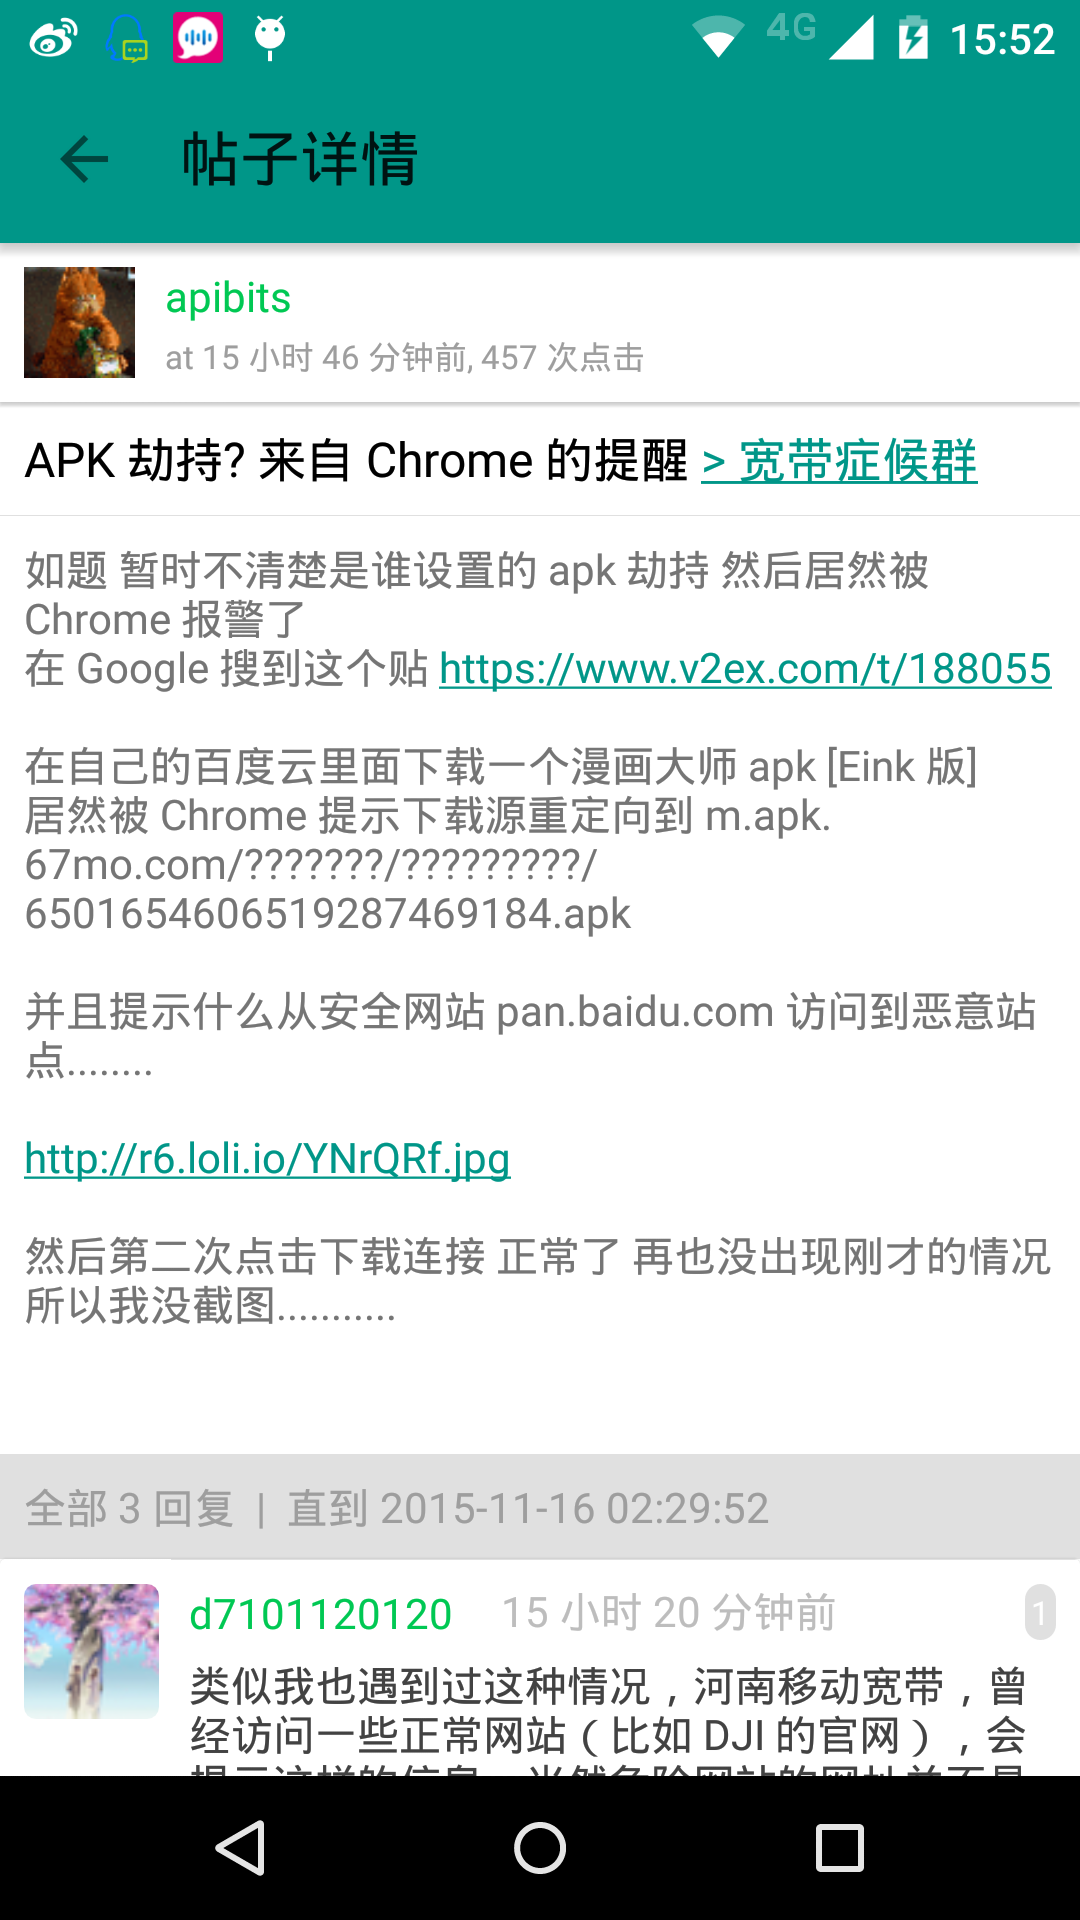 4G 15:52
帖子详情
apibits
at 15 小时 46 分钟前, 457 次点击
APK 劫持? 来自 Chrome 的提醒 > 宽带症候群
如题 暂时不清楚是谁设置的 apk 劫持 然后居然被
Chrome 报警了
在 Google 搜到这个贴 https://www.v2ex.com/t/188055
在自己的百度云里面下载一个漫画大师 apk [Eink 版]
居然被 Chrome 提示下载源重定向到 m.apk.
67mo.com/???????/?????????/
6501654606519287469184.apk
并且提示什么从安全网站 pan.baidu.com 访问到恶意站
点........
http://r6.loli.io/YNrQRf.jpg
然后第二次点击下载连接 正常了 再也没出现刚才的情况
所以我没截图...........
全部 3 回复 | 直到 2015-11-16 02:29:52
d7101120120 15 小时 20 分钟前 1
类似我也遇到过这种情况，河南移动宽带，曾
经访问一些正常网站（比如 DJI 的官网），会